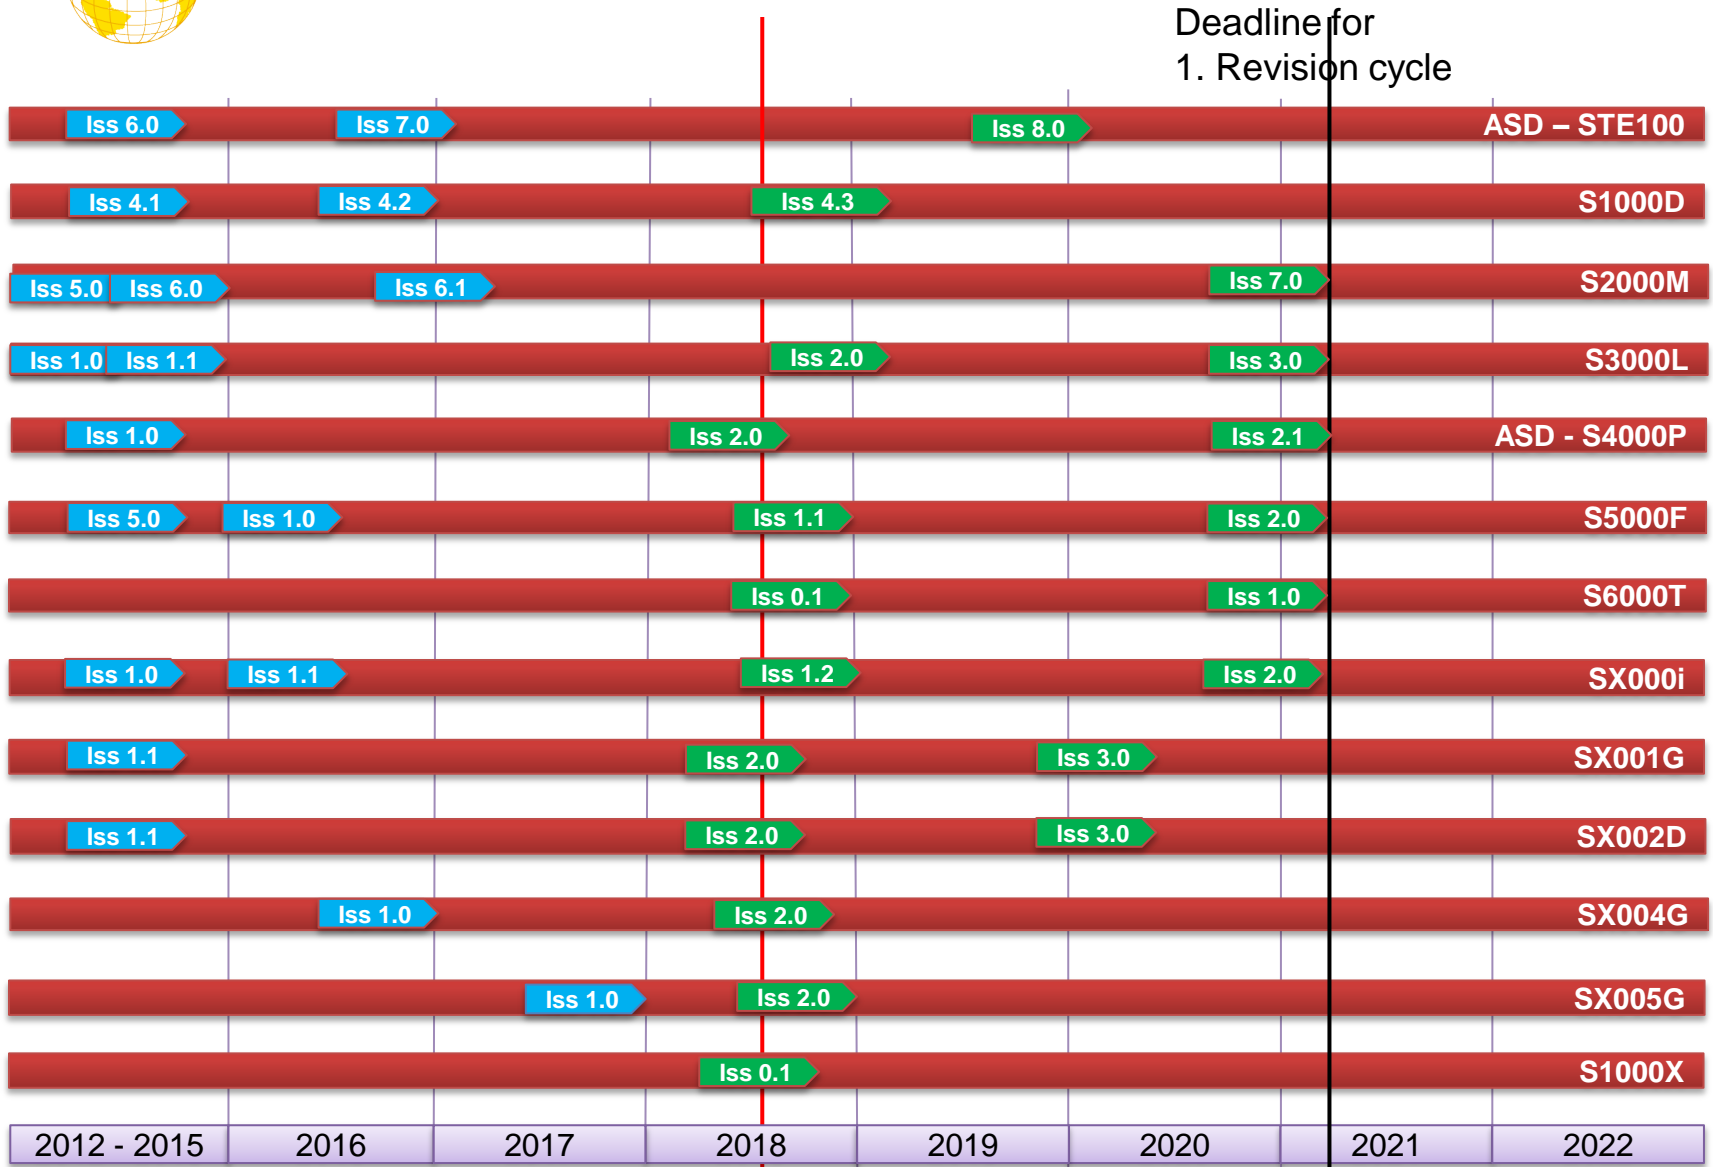 Deadline for
1. Revision cycle
Iss 6.0 Iss 7.0 Iss 8.0 ASD – STE100
Iss 4.1 Iss 4.2 Iss 4.3 S1000D
Iss 5.0 Iss 6.0 Iss 6.1 Iss 7.0 S2000M
Iss 1.0 Iss 1.1 Iss 2.0 Iss 3.0 S3000L
Iss 1.0 Iss 2.0 Iss 2.1 ASD - S4000P
Iss 5.0 Iss 1.0 Iss 1.1 Iss 2.0 S5000F
Iss 0.1 Iss 1.0 S6000T
Iss 1.0 Iss 1.1 Iss 1.2 Iss 2.0 SX000i
Iss 1.1 Iss 2.0 Iss 3.0 SX001G
Iss 1.1 Iss 2.0 Iss 3.0 SX002D
Iss 1.0 Iss 2.0 SX004G
Iss 1.0 Iss 2.0 SX005G
Iss 0.1 S1000X
2012 - 2015 2016 2017 2018 2019 2020 2021 2022